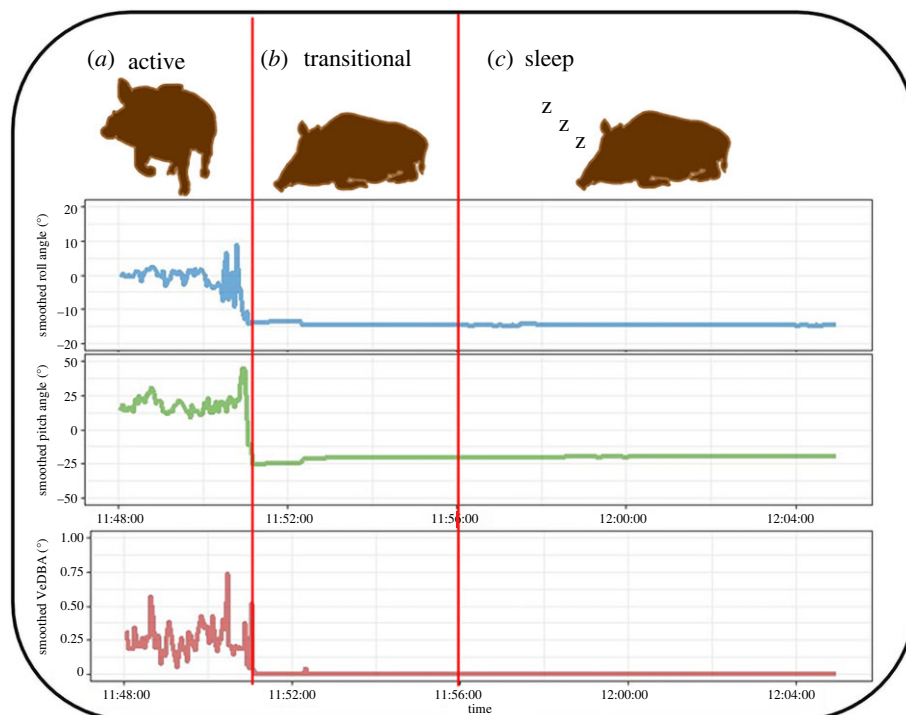 (a) active
(b) transitional
(c) sleep
z
z
z
smoothed roll angle (°)
20
10
0
–10
–20
smoothed pitch angle (°)
50
25
0
–25
–50
11:48:00 11:52:00 11:56:00 12:00:00 12:04:00
smoothed VeDBA (°)
1.00
0.75
0.50
0.25
0
11:48:00 11:52:00 11:56:00 12:00:00 12:04:00
time